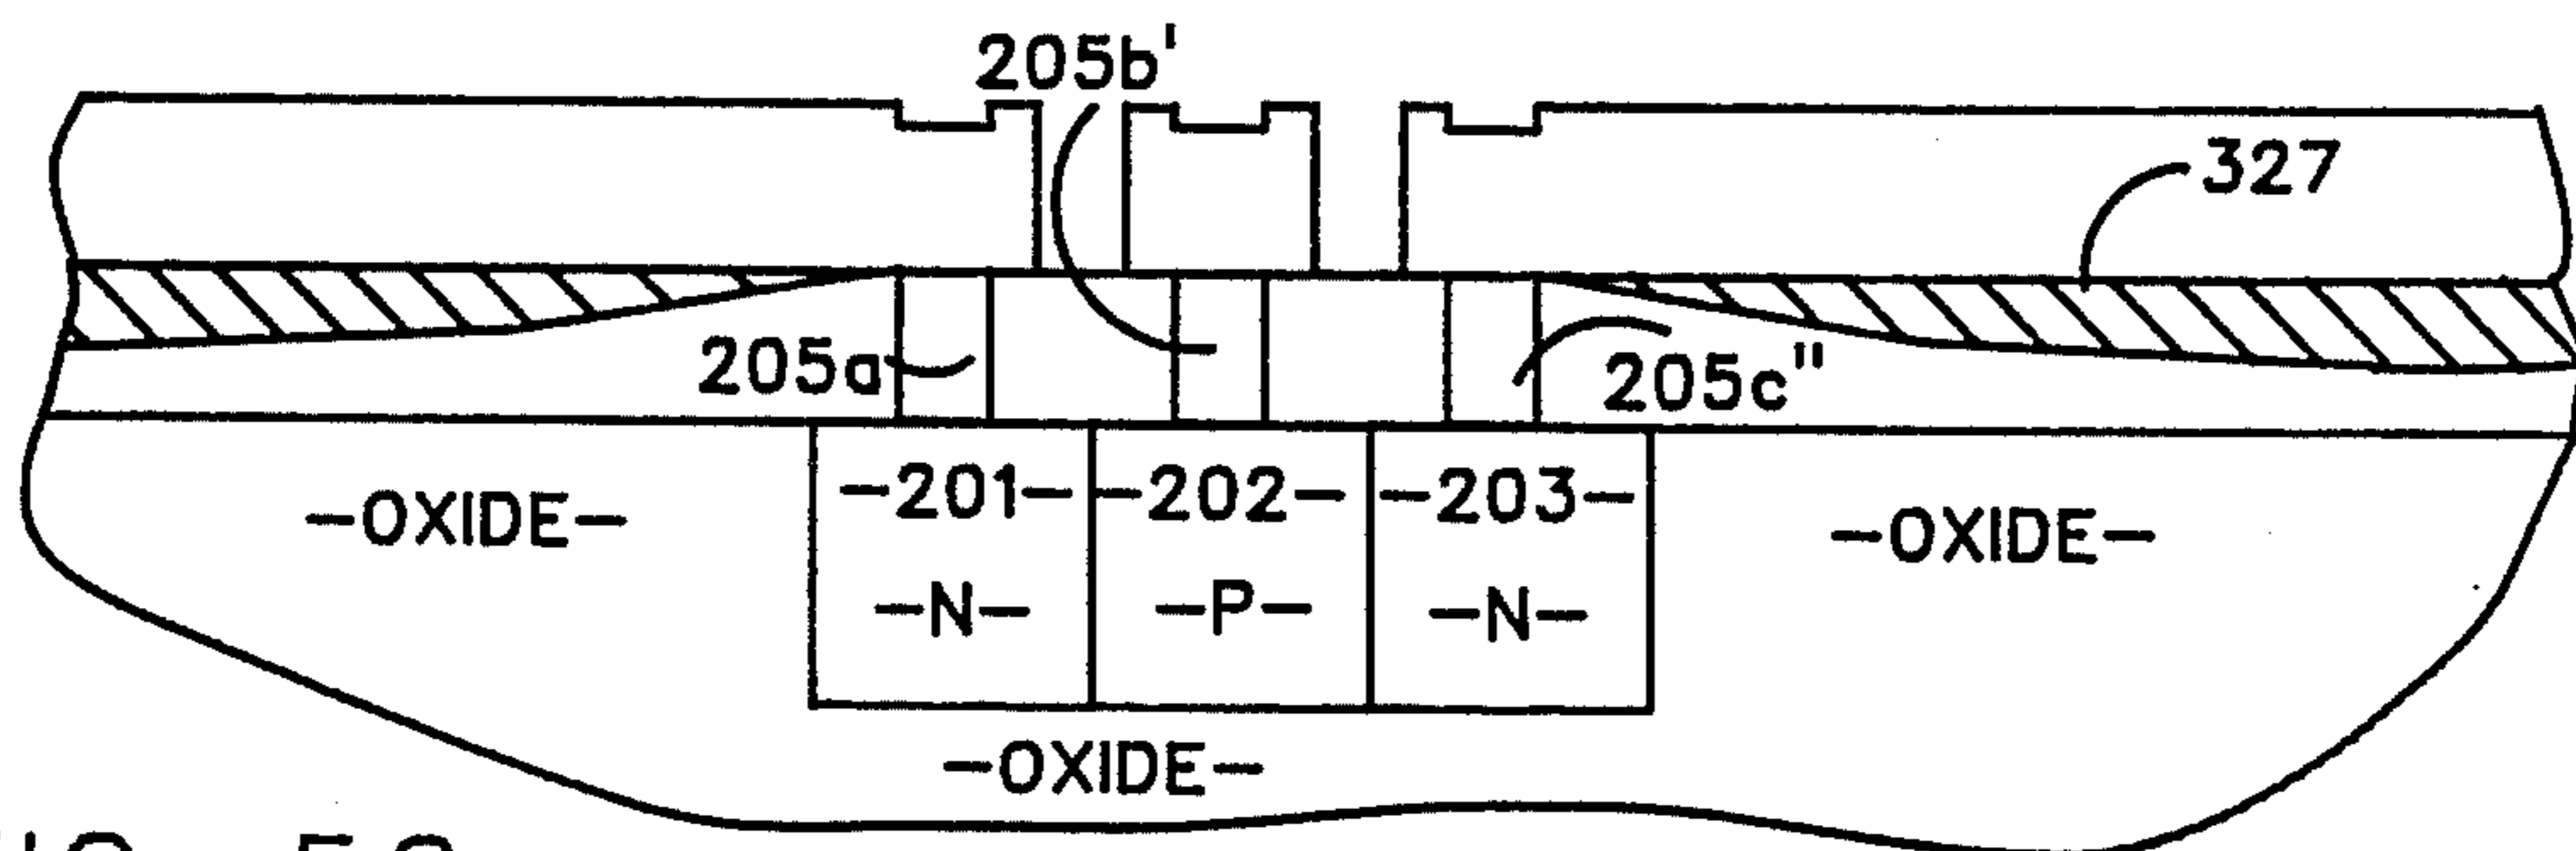 205b'
327
205a
205c"
-201- -202- -203-
-OXIDE- -OXIDE-
-N- -P- -N-
-OXIDE-